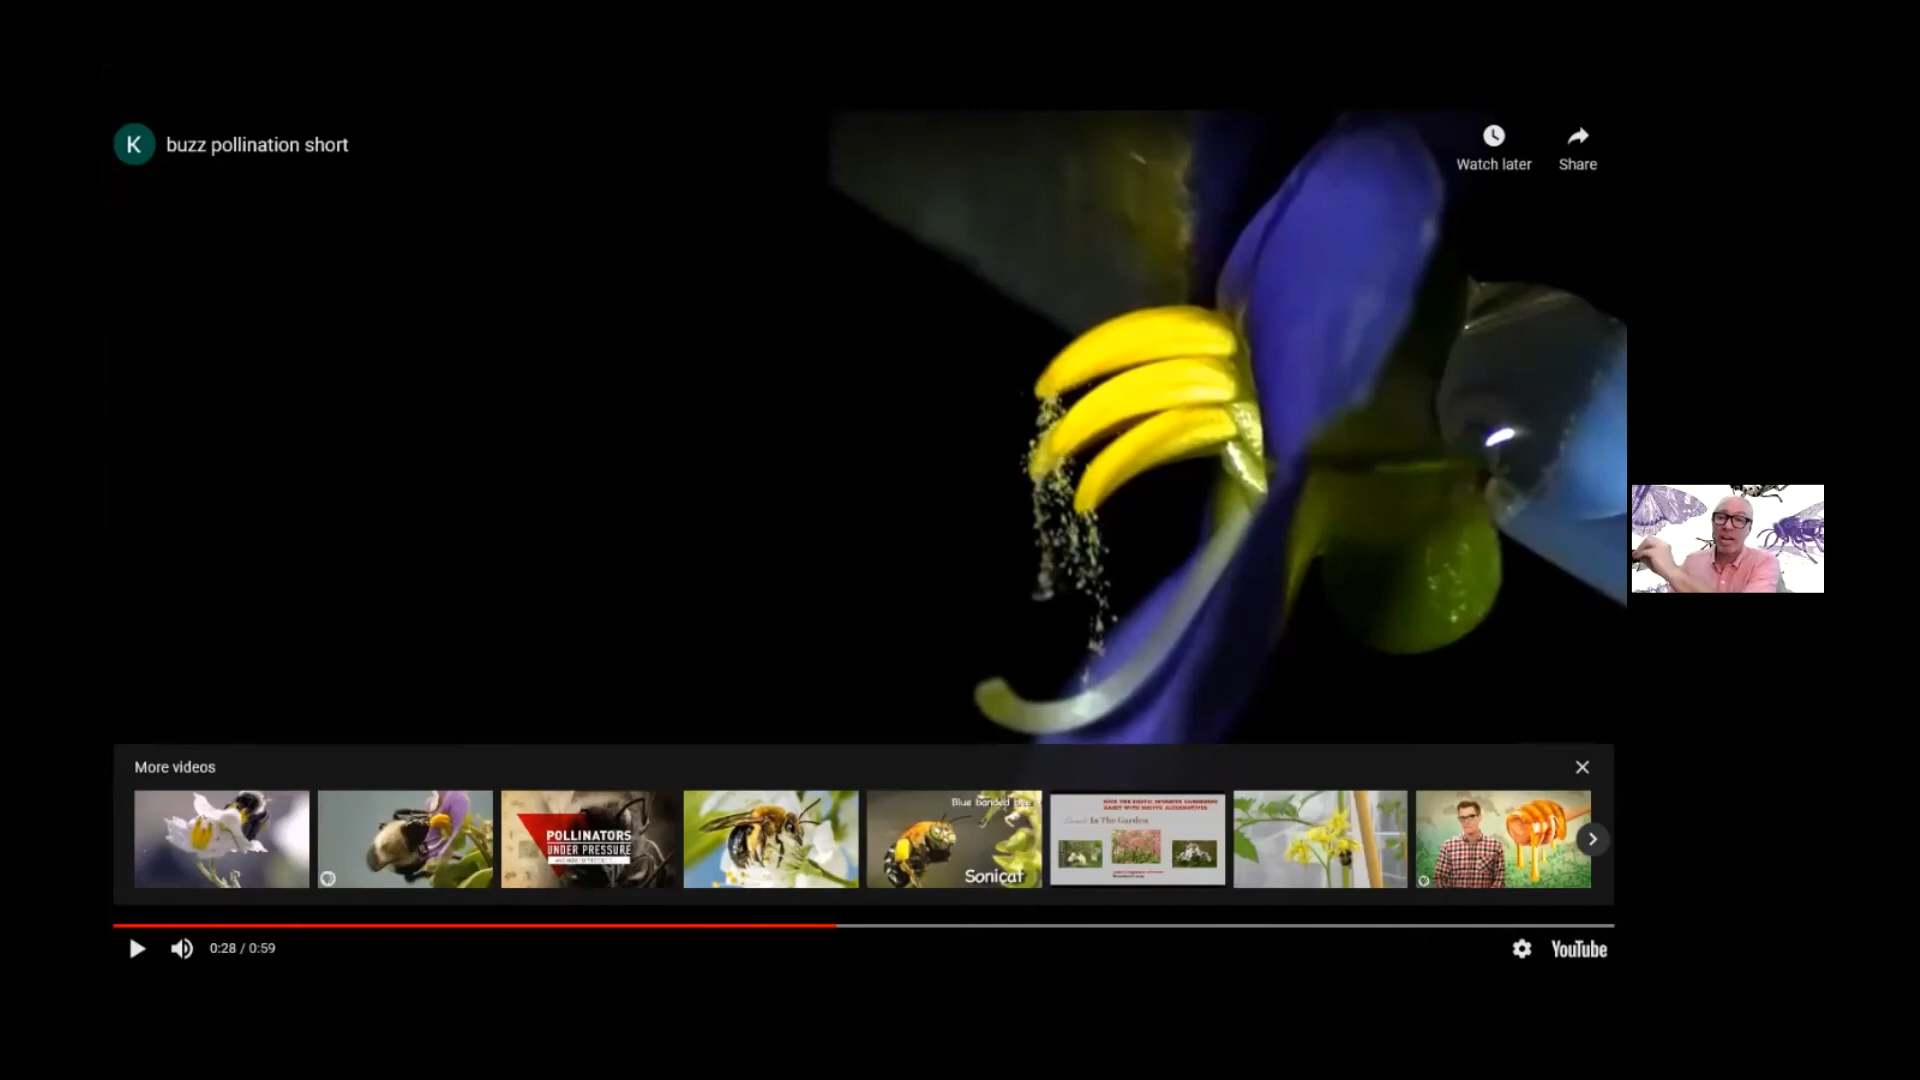 K
buzz pollination short
Watch later
Share
More videos
POLLINATORS
UNDER PRESSURE
Blue banded bee
Sonicat
In The Garden
0:28 / 0:59
YouTube